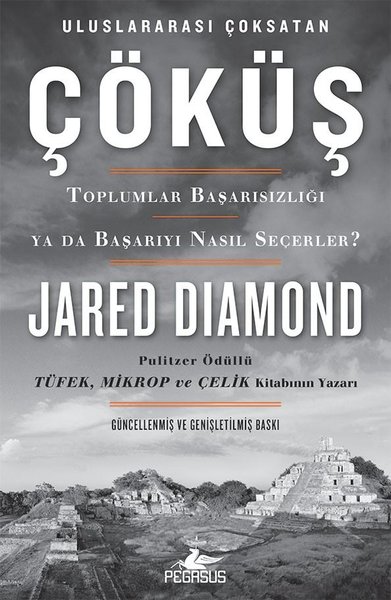 ULUSLARARASI ÇOKSATAN
ÇÖKÜŞ
TOPLUMLAR BAŞARISIZLIĞI
YA DA BAŞARIYI NASIL SEÇERLER?
JARED DIAMOND
Pulitzer Ödüllü
TÜFEK, MİKROP ve ÇELİK Kitabının Yazarı
GÜNCELLENMİŞ VE GENİŞLETİLMİŞ BASKI
PEGASUS